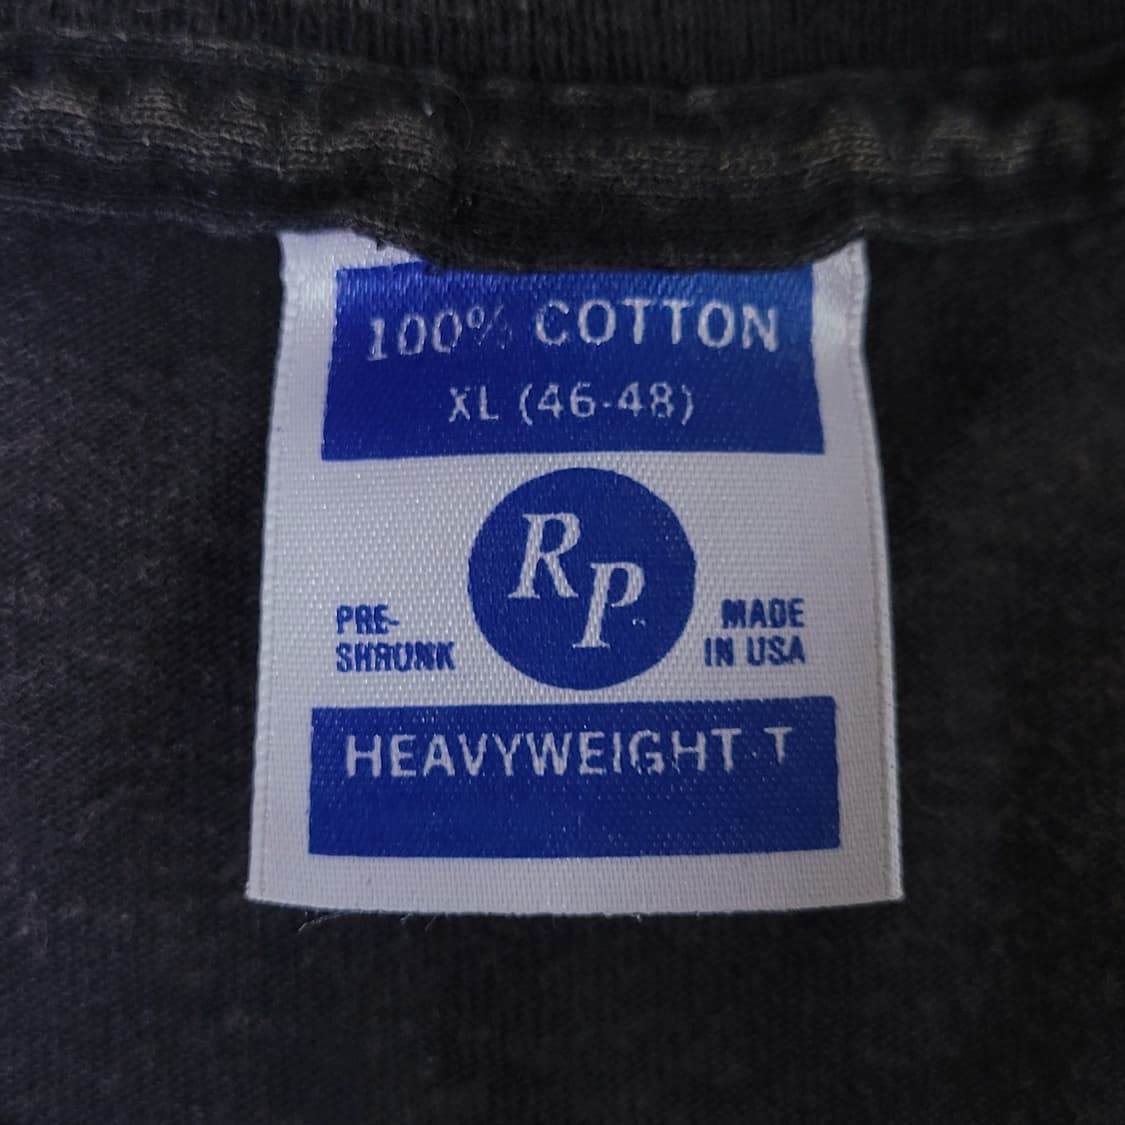 100% COTTON
XL (46-48)
RP
PRE-
SHRUNK
MADE
IN USA
HEAVYWEIGHT-T